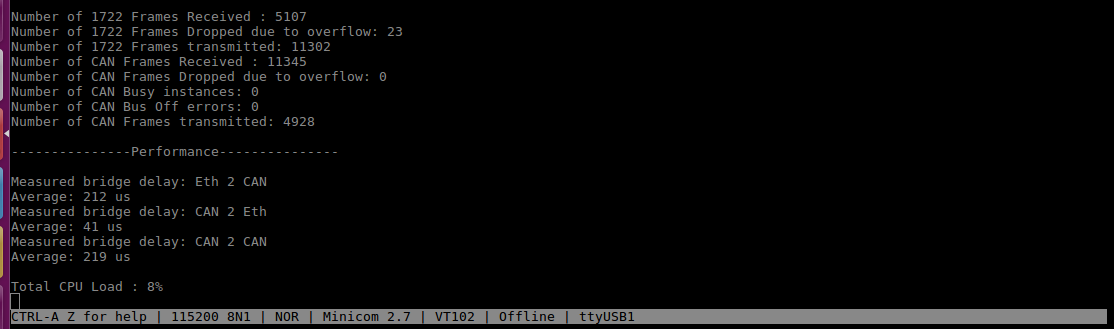 Number of 1722 Frames Received : 5107
Number of 1722 Frames Dropped due to overflow: 23
Number of 1722 Frames transmitted: 11302
Number of CAN Frames Received : 11345
Number of CAN Frames Dropped due to overflow: 0
Number of CAN Busy instances: 0
Number of CAN Bus Off errors: 0
Number of CAN Frames transmitted: 4928
---------------Performance---------------
Measured bridge delay: Eth 2 CAN
Average: 212 us
Measured bridge delay: CAN 2 Eth
Average: 41 us
Measured bridge delay: CAN 2 CAN
Average: 219 us
Total CPU Load : 8%
CTRL-A Z for help | 115200 8N1 | NOR | Minicom 2.7 | VT102 | Offline | ttyUSB1